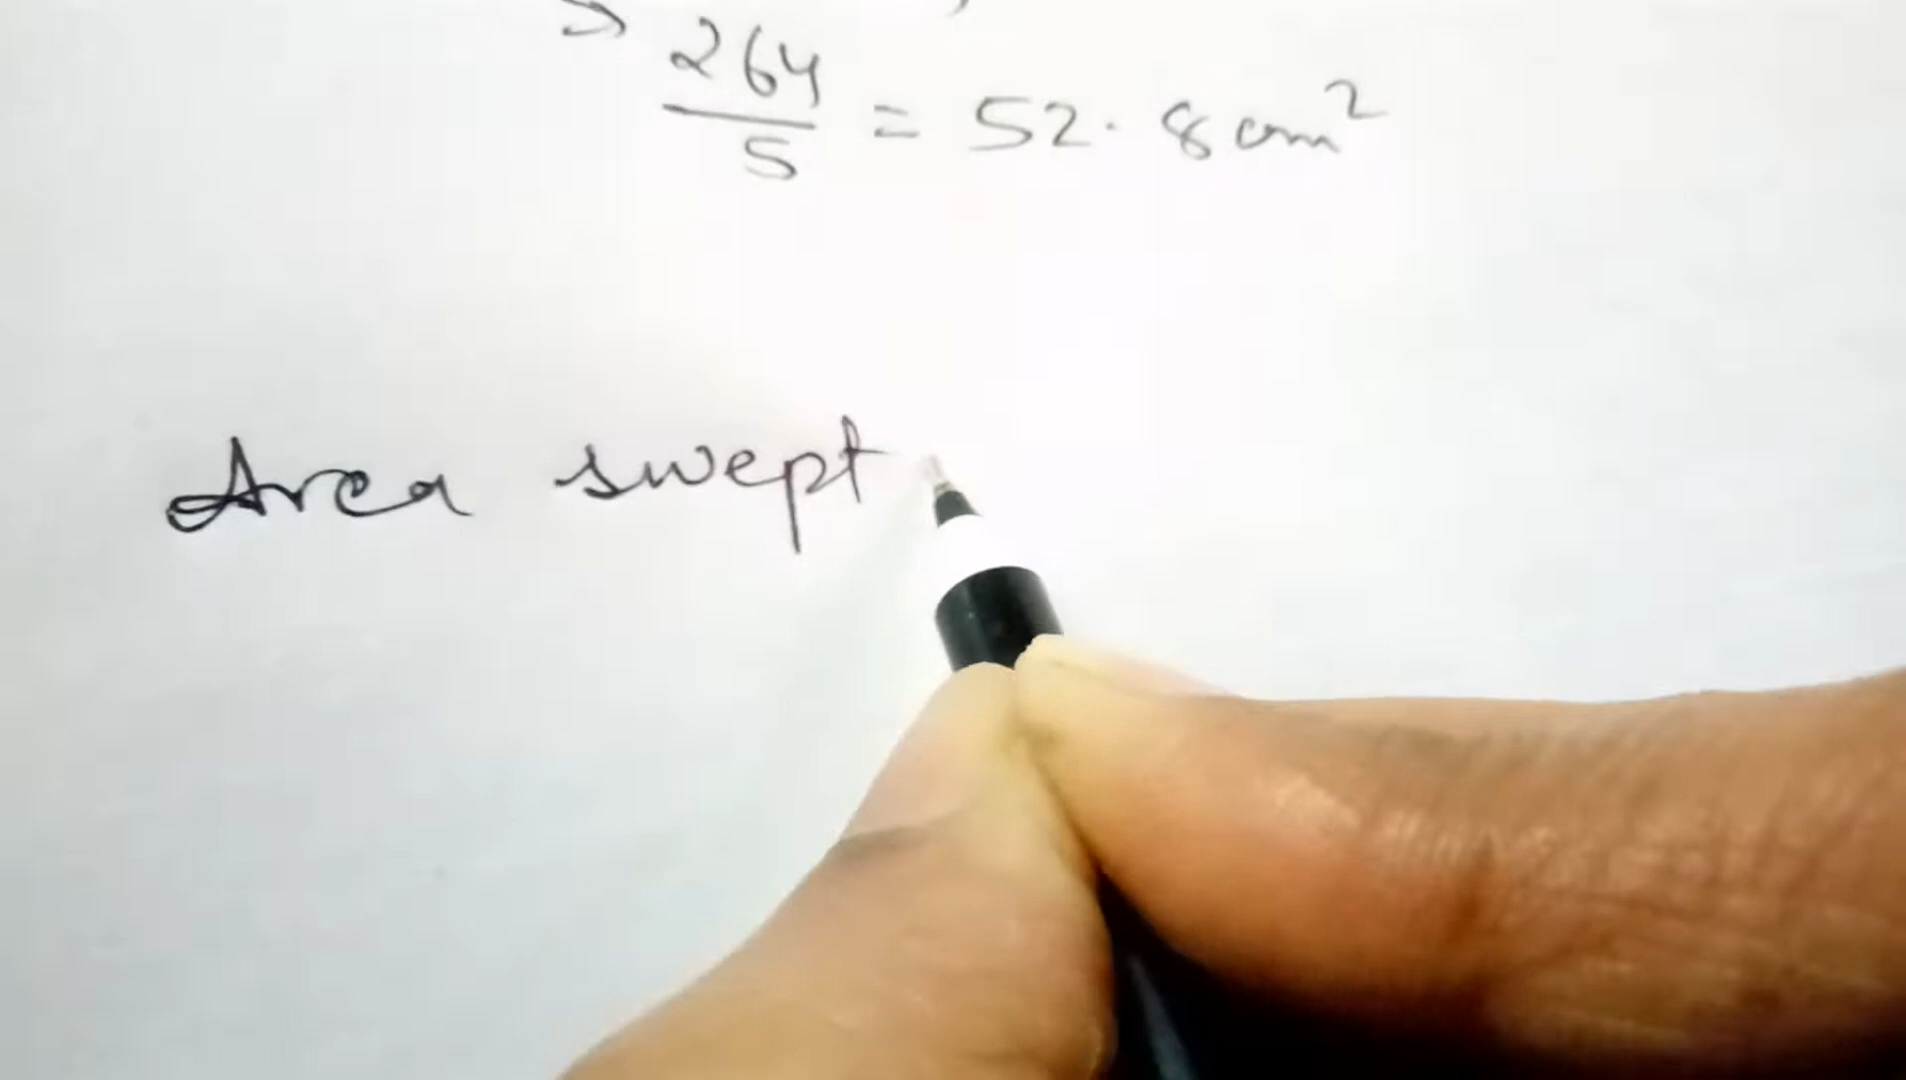 → 264/5 = 52.8 cm²
Area swept